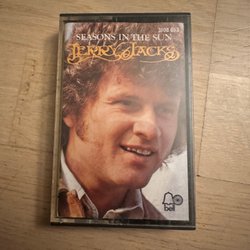 SEASONS IN THE SUN
TERRY JACKS
bell